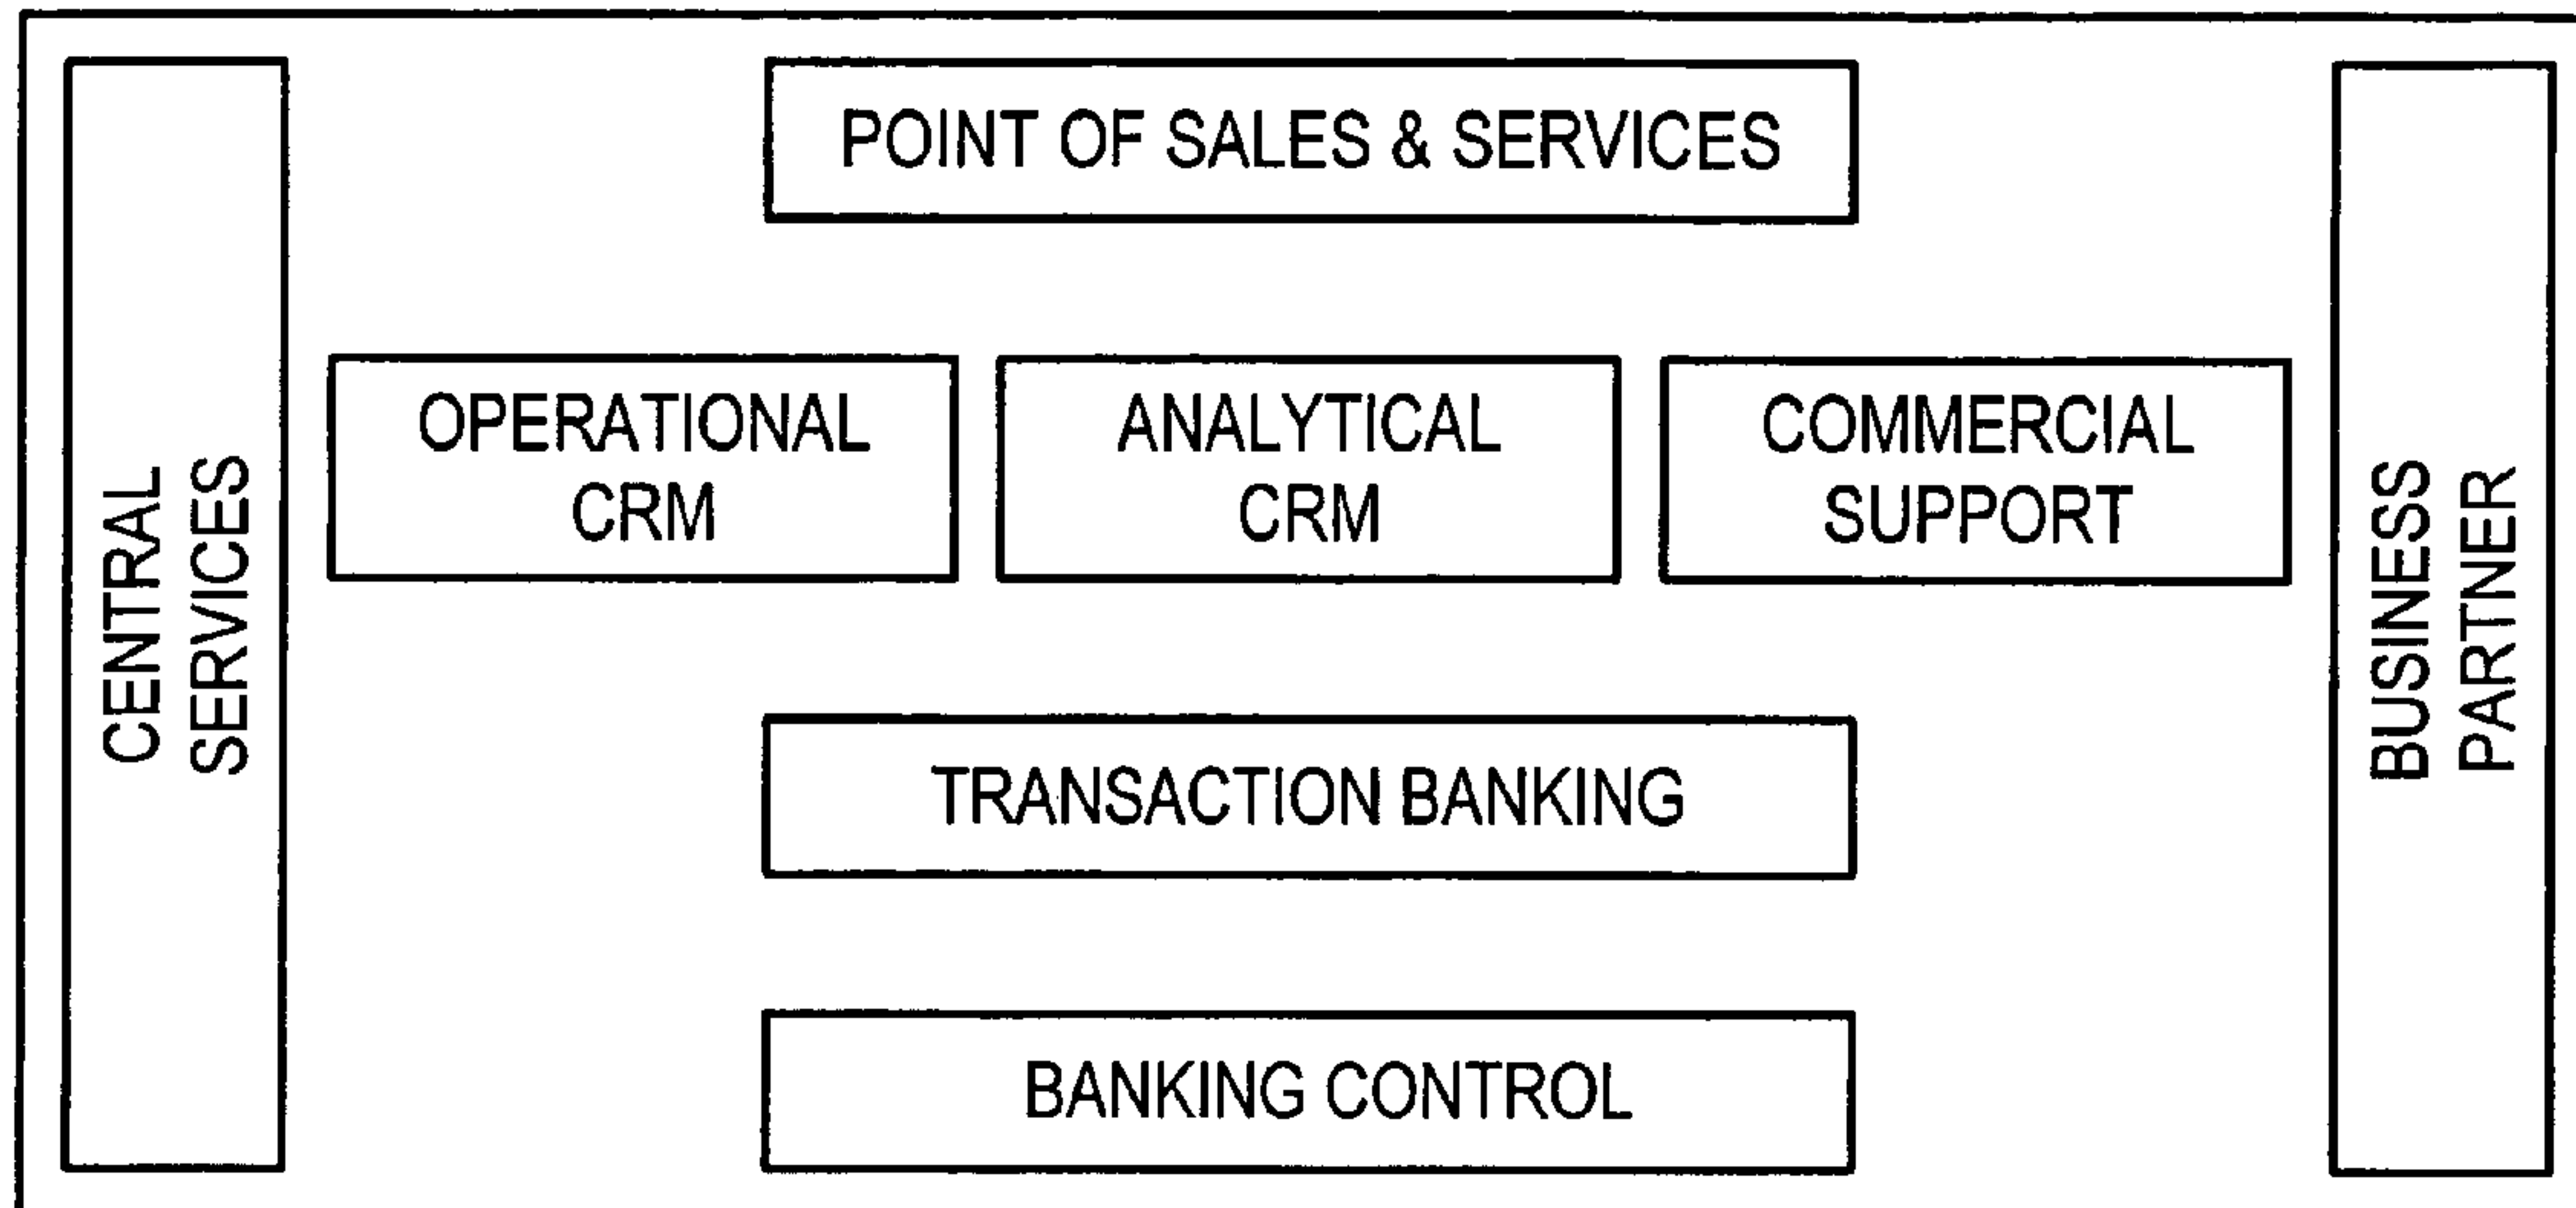 POINT OF SALES & SERVICES
CENTRAL
SERVICES
OPERATIONAL
CRM
ANALYTICAL
CRM
COMMERCIAL
SUPPORT
BUSINESS
PARTNER
TRANSACTION BANKING
BANKING CONTROL